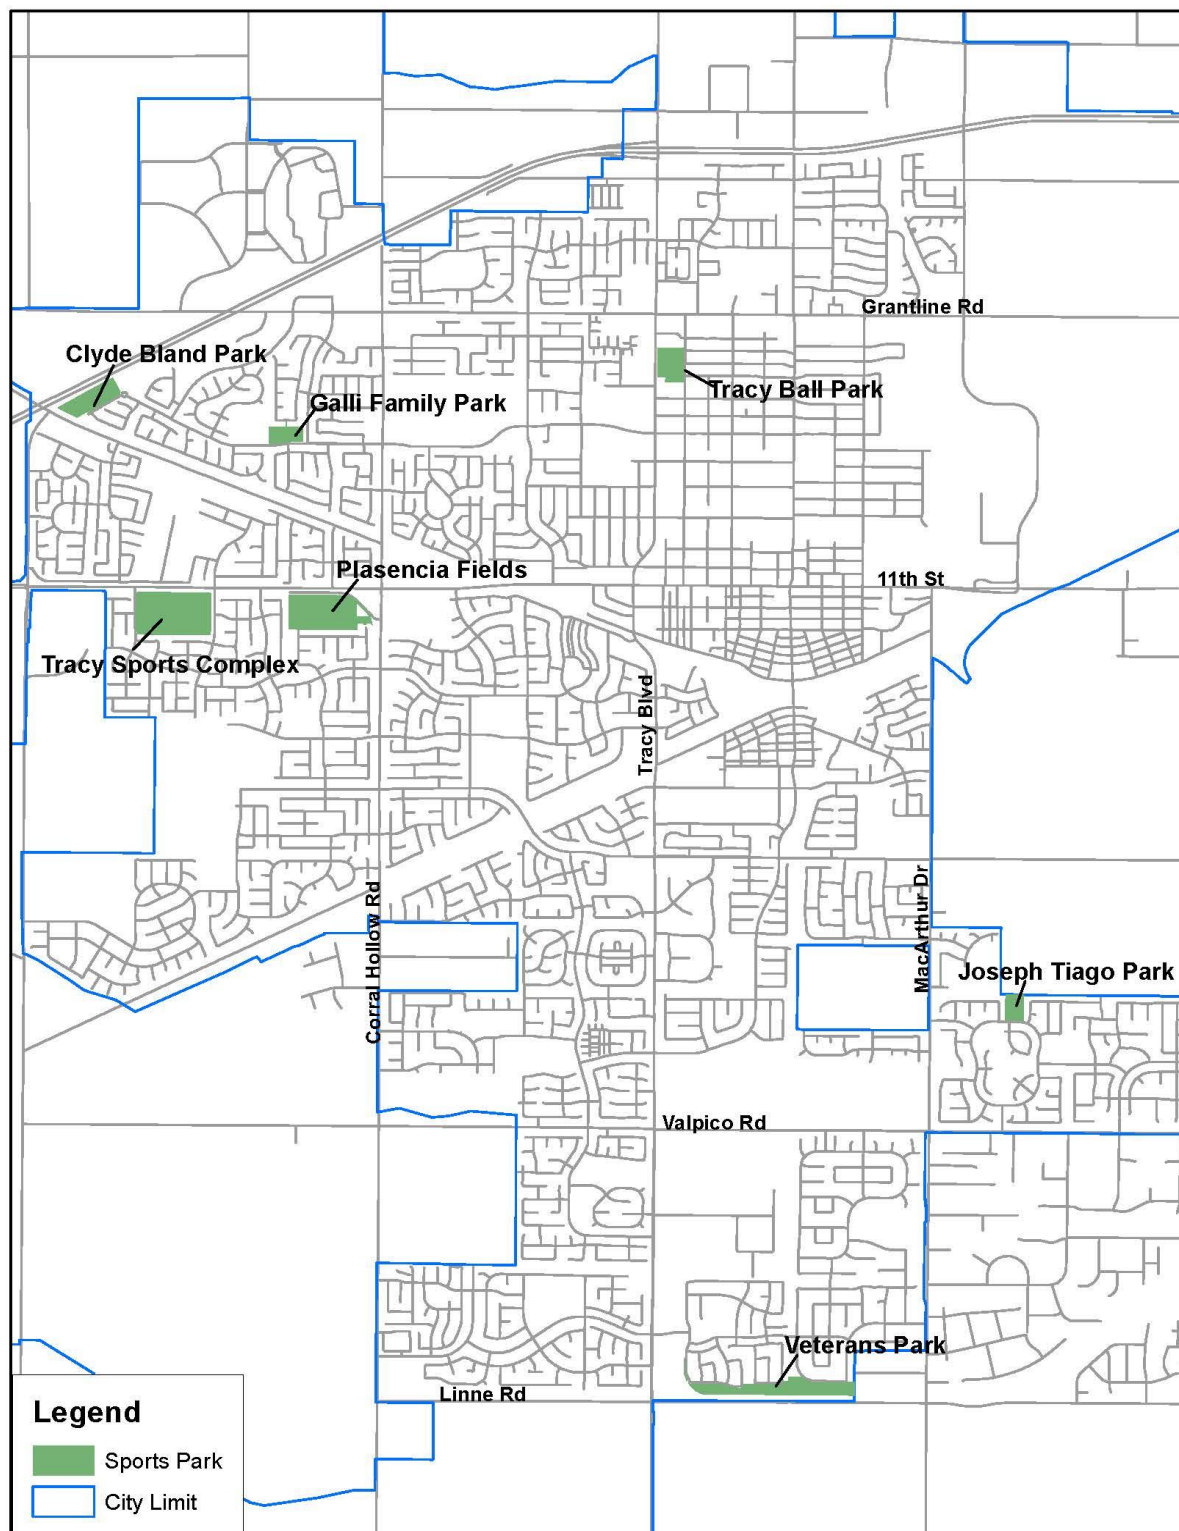 Grantline Rd
Clyde Bland Park
Tracy Ball Park
Galli Family Park
Plasencia Fields
11th St
Tracy Sports Complex
Tracy Blvd
MacArthur Dr
Corral Hollow Rd
Joseph Tiago Park
Valpico Rd
Veterans Park
Linne Rd
Legend
Sports Park
City Limit